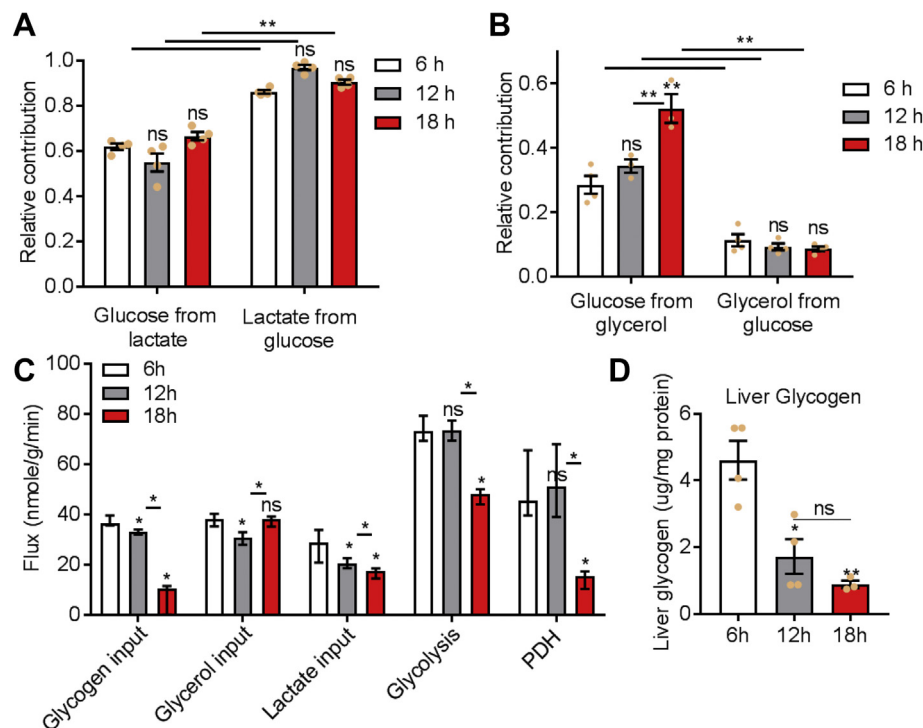 A
**
ns
ns
ns
ns
1.0
0.8
0.6
0.4
0.2
0.0
Relative contribution
6 h
12 h
18 h
Glucose from
lactate
Lactate from
glucose
B
**
**
**
ns
ns
ns
0.6
0.4
0.2
0.0
Relative contribution
6 h
12 h
18 h
Glucose from
glycerol
Glycerol from
glucose
C
6h
12h
18h
100
80
60
40
20
0
Flux (nmole/g/min)
*
*
*
*
*
ns
*
*
*
ns
*
*
ns
*
*
Glycogen input
Glycerol input
Lactate input
Glycolysis
PDH
D
Liver Glycogen
6
4
2
0
Liver glycogen (ug/mg protein)
ns
*
**
6h
12h
18h